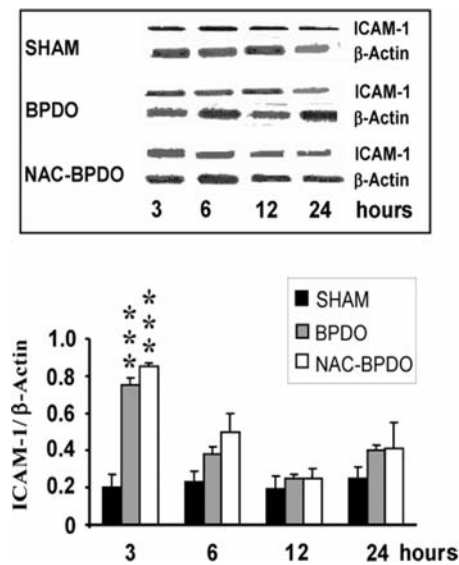 ICAM-1
SHAM
β-Actin
ICAM-1
BPDO
β-Actin
ICAM-1
NAC-BPDO
β-Actin
3 6 12 24 hours
SHAM
BPDO
NAC-BPDO
***
***
ICAM-1/β-Actin
1.0
0.8
0.6
0.4
0.2
0
3 6 12 24 hours